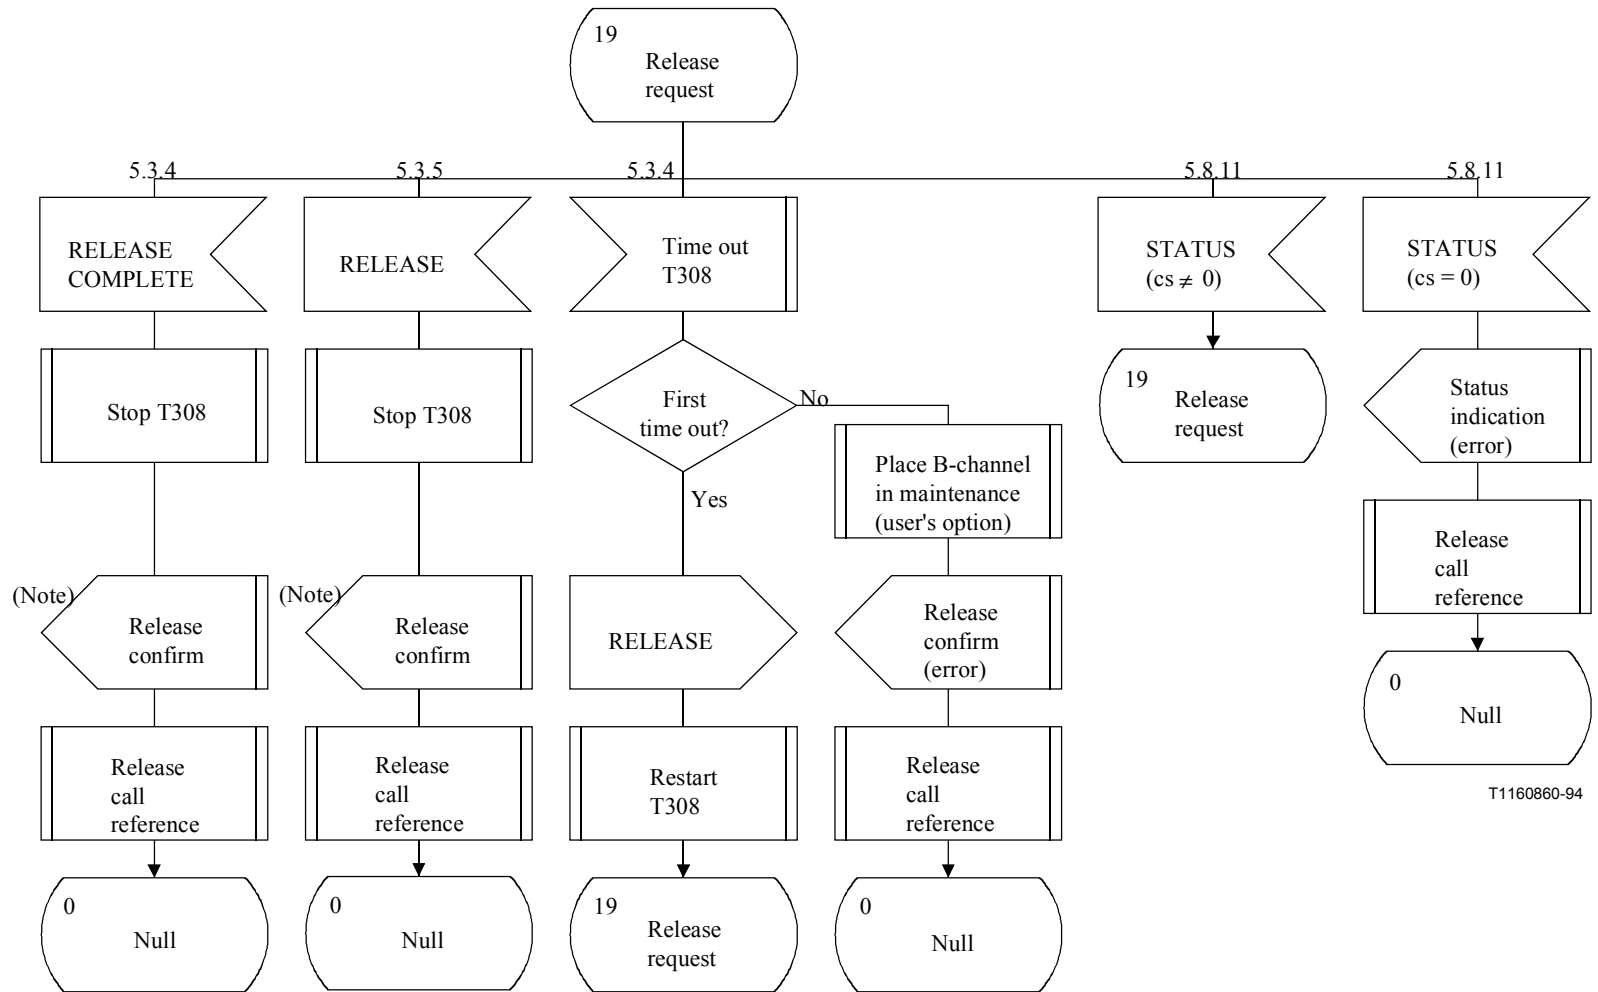 19
Release
request
5.3.4
5.3.5
5.3.4
5.8.11
5.8.11
RELEASE
COMPLETE
RELEASE
Time out
T308
STATUS
(cs ≠ 0)
STATUS
(cs = 0)
Stop T308
Stop T308
First
time out?
No
Yes
19
Release
request
Status
indication
(error)
Place B-channel
in maintenance
(user's option)
Release
call
reference
(Note)
Release
confirm
(Note)
Release
confirm
RELEASE
Release
confirm
(error)
0
Null
Release
call
reference
Release
call
reference
Restart
T308
Release
call
reference
T1160860-94
0
Null
0
Null
19
Release
request
0
Null